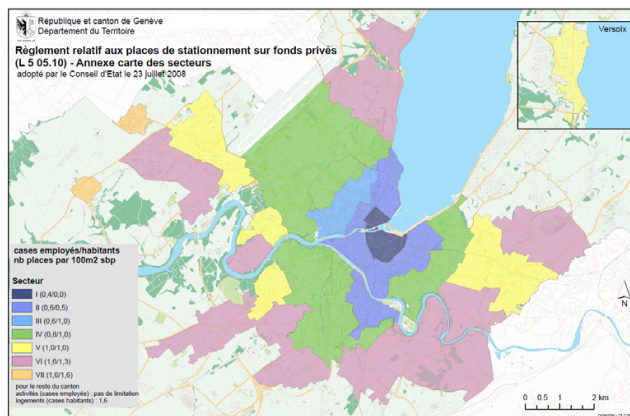 République et canton de Genève
Département du Territoire
Règlement relatif aux places de stationnement sur fonds privés
(L 5 05.10) - Annexe carte des secteurs
adopté par le Conseil d'Etat le 23 juillet 2008
Versoix
cases employés/habitants
nb places par 100m2 sbp
Secteur
I (0,4/0,0)
II (0,6/0,5)
III (0,6/1,0)
IV (0,8/1,0)
V (1,0/1,0)
VI (1,6/1,3)
VII (1,6/1,6)
pour le reste du canton
activités (cases employés) : pas de limitation
logements (cases habitants) : 1,6
N
0 0.5 1 2 km